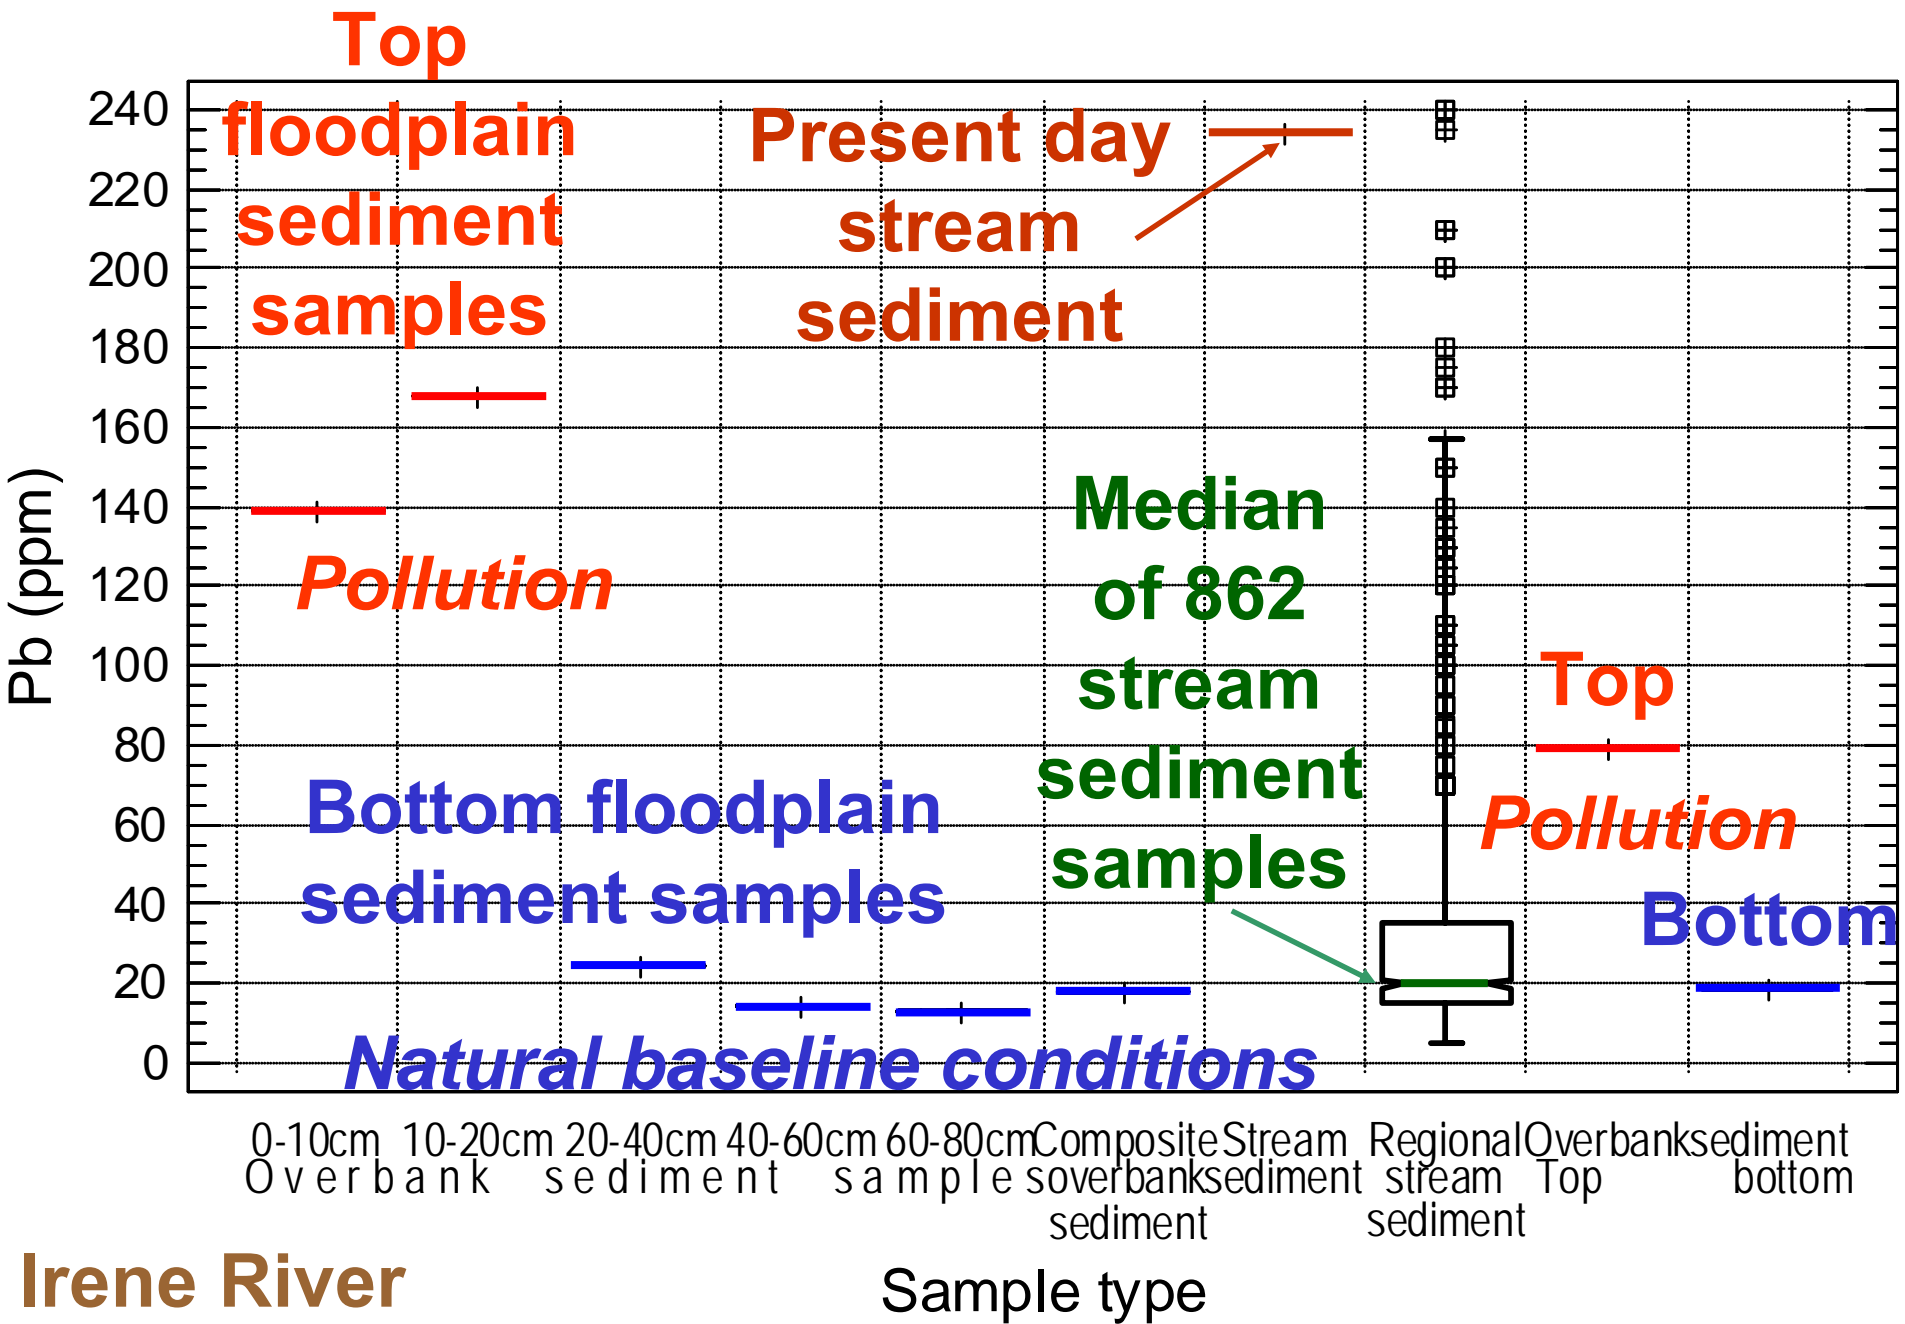 Top
floodplain
sediment
samples
Present day
stream
sediment
Pollution
Median
of 862
stream
sediment
samples
Top
Pollution
Bottom floodplain
sediment samples
Bottom
Natural baseline conditions
Pb (ppm)
240
220
200
180
160
140
120
100
80
60
40
20
0
0-10cm 10-20cm 20-40cm 40-60cm 60-80cm Composite Stream Regional Overbank sediment
Overbank sediment sample soverbank sediment stream Top bottom
sediment sediment
Irene River
Sample type